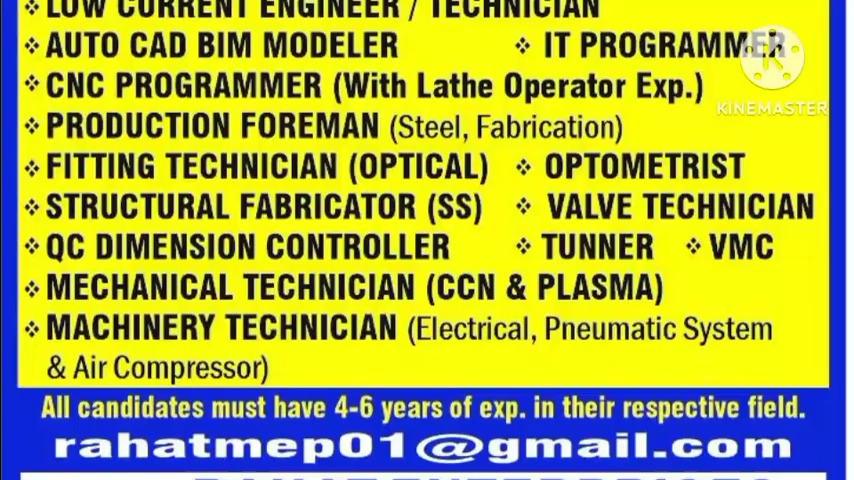 ❖ LOW CURRENT ENGINEER / TECHNICIAN
❖ AUTO CAD BIM MODELER ❖ IT PROGRAMMER
KINEMASTER
❖ CNC PROGRAMMER (With Lathe Operator Exp.)
❖ PRODUCTION FOREMAN (Steel, Fabrication)
❖ FITTING TECHNICIAN (OPTICAL) ❖ OPTOMETRIST
❖ STRUCTURAL FABRICATOR (SS) ❖ VALVE TECHNICIAN
❖ QC DIMENSION CONTROLLER ❖ TUNNER ❖ VMC
❖ MECHANICAL TECHNICIAN (CCN & PLASMA)
❖ MACHINERY TECHNICIAN (Electrical, Pneumatic System
& Air Compressor)
All candidates must have 4-6 years of exp. in their respective field.
rahatmep01@gmail.com